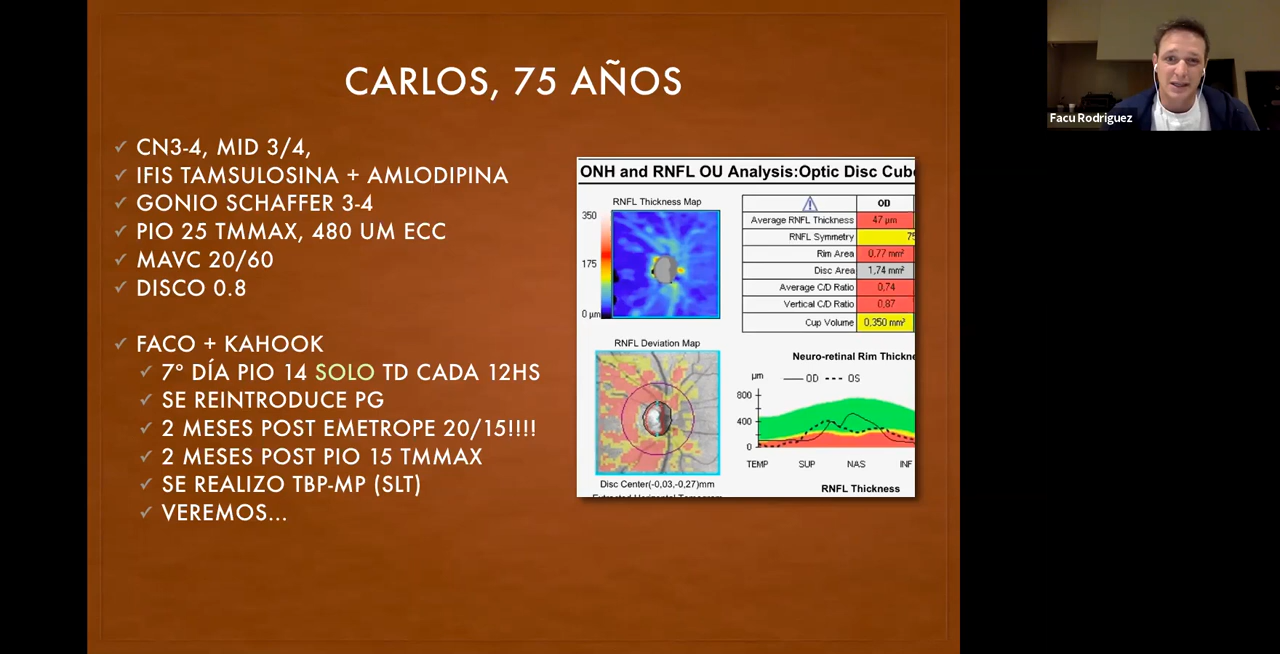 CARLOS, 75 AÑOS
CN3-4, MID 3/4,
IFIS TAMSULOSINA + AMLODIPINA
GONIO SCHAFFER 3-4
PIO 25 TMMAX, 480 UM ECC
MAVC 20/60
DISCO 0.8
FACO + KAHOOK
7º DÍA PIO 14 SOLO TD CADA 12HS
SE REINTRODUCE PG
2 MESES POST EMETROPE 20/15!!!!
2 MESES POST PIO 15 TMMAX
SE REALIZO TBP-MP (SLT)
VEREMOS...
ONH and RNFL OU Analysis:Optic Disc Cube
RNFL Thickness Map
350
175
0 µm
OD
Average RNFL Thickness 47 µm
RNFL Symmetry 75
Rim Area 0,77 mm²
Disc Area 1,74 mm²
Average C/D Ratio 0,74
Vertical C/D Ratio 0,87
Cup Volume 0,350 mm³
RNFL Deviation Map
Disc Center(-0,03,-0,27)mm
Neuro-retinal Rim Thickne
µm
OD OS
800
400
0
TEMP SUP NAS INF
RNFL Thickness
Facu Rodriguez